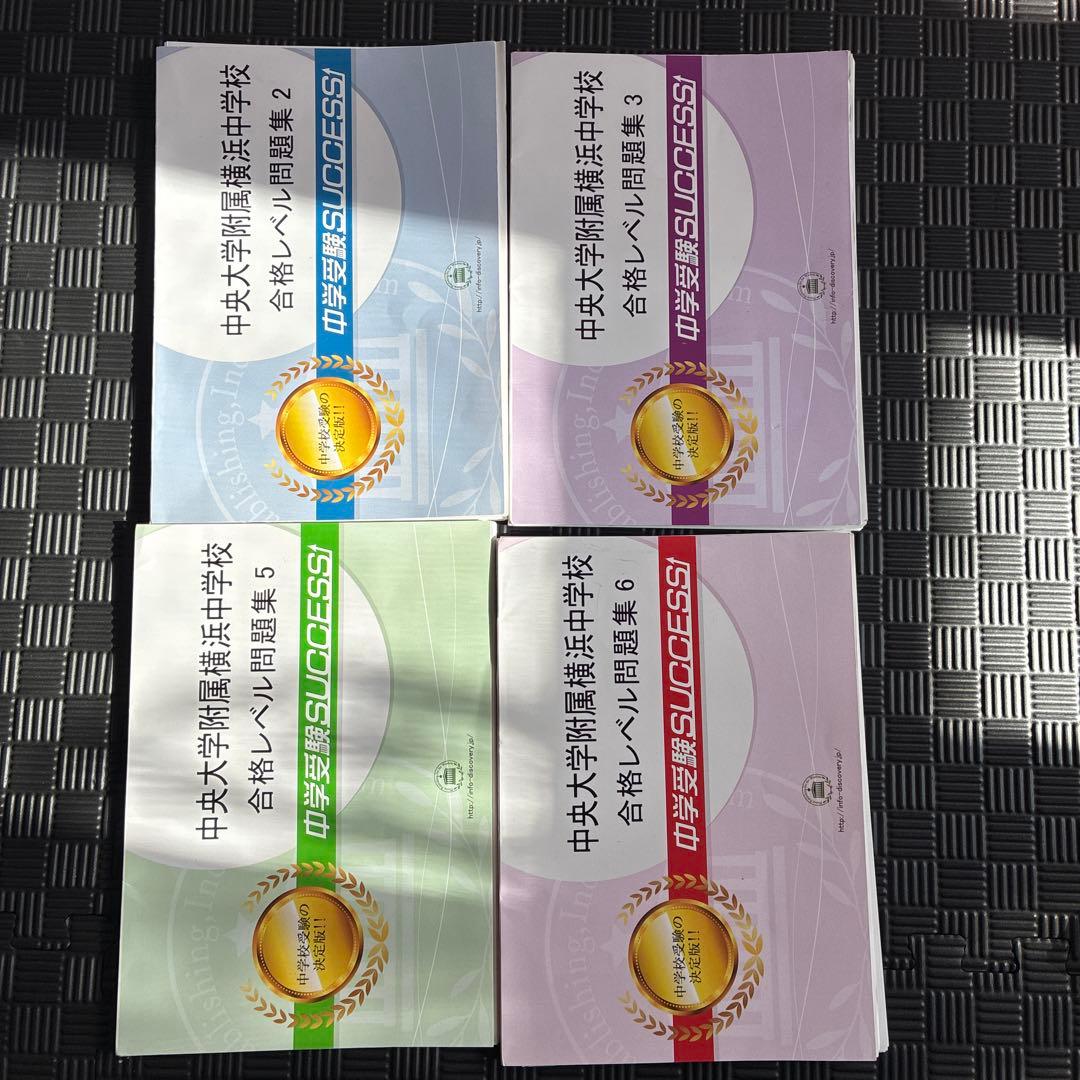 中央大学附属横浜中学校
合格レベル問題集 2
中学受験SUCCESS
中学校受験の
決定版!!
http://info-discovery.jp/
中央大学附属横浜中学校
合格レベル問題集 3
中学受験SUCCESS
中学校受験の
決定版!!
http://info-discovery.jp/
中央大学附属横浜中学校
合格レベル問題集 5
中学受験SUCCESS
中学校受験の
決定版!!
http://info-discovery.jp/
中央大学附属横浜中学校
合格レベル問題集 6
中学受験SUCCESS
中学校受験の
決定版!!
http://info-discovery.jp/